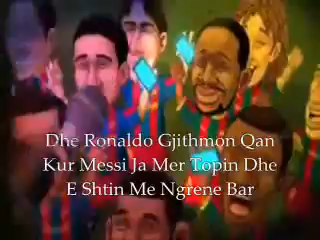 Dhe Ronaldo Gjithmon Qan
Kur Messi Ja Mer Topin Dhe
E Shtin Me Ngrene Bar